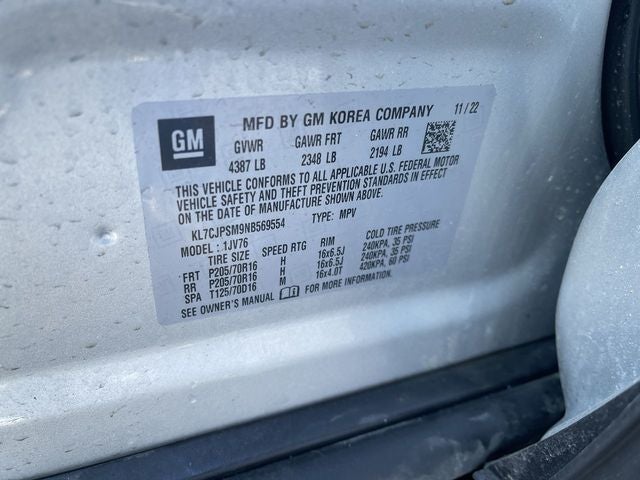 GM
MFD BY GM KOREA COMPANY 11/22
GVWR GAWR FRT GAWR RR
4387 LB 2348 LB 2194 LB
THIS VEHICLE CONFORMS TO ALL APPLICABLE U.S. FEDERAL MOTOR
VEHICLE SAFETY AND THEFT PREVENTION STANDARDS IN EFFECT
ON THE DATE OF MANUFACTURE SHOWN ABOVE.
KL7CJPSM9NB569554 TYPE: MPV
MODEL: 1JV76
TIRE SIZE SPEED RTG RIM COLD TIRE PRESSURE
FRT P205/70R16 H 16x6.5J 240KPA, 35 PSI
RR P205/70R16 H 16x6.5J 240KPA, 35 PSI
SPA T125/70D16 M 16x4.0T 420KPA, 60 PSI
SEE OWNER'S MANUAL FOR MORE INFORMATION.